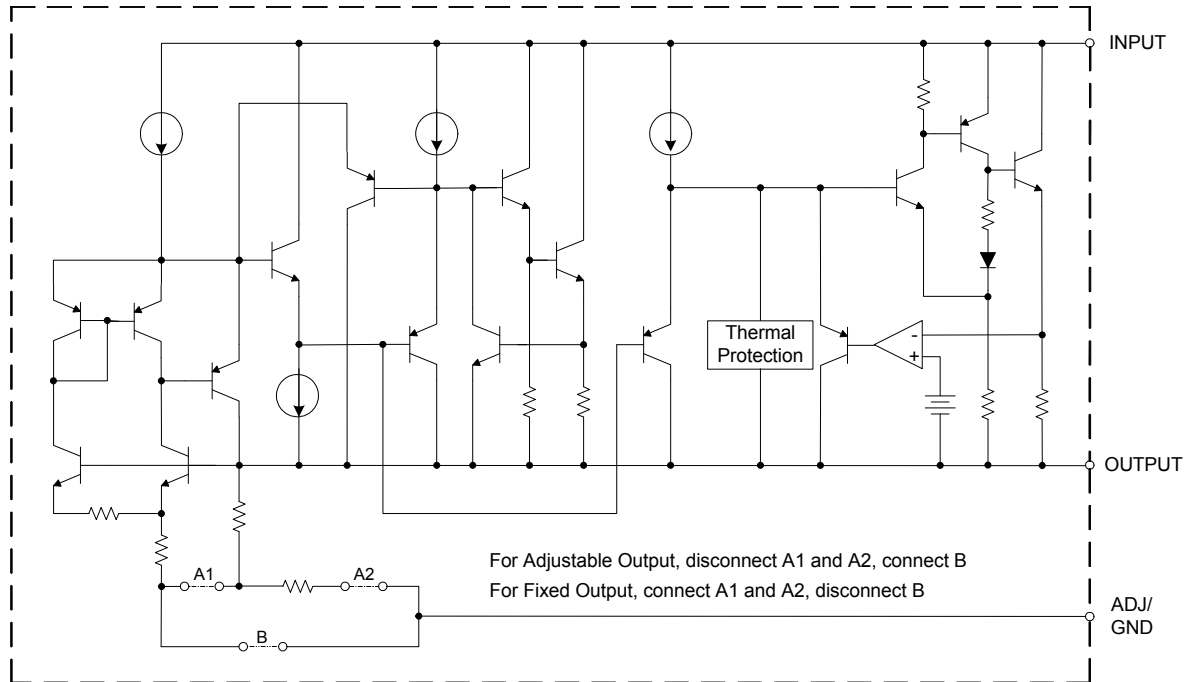 INPUT
Thermal
Protection
-
+
OUTPUT
For Adjustable Output, disconnect A1 and A2, connect B
A1
A2
For Fixed Output, connect A1 and A2, disconnect B
ADJ/
GND
B